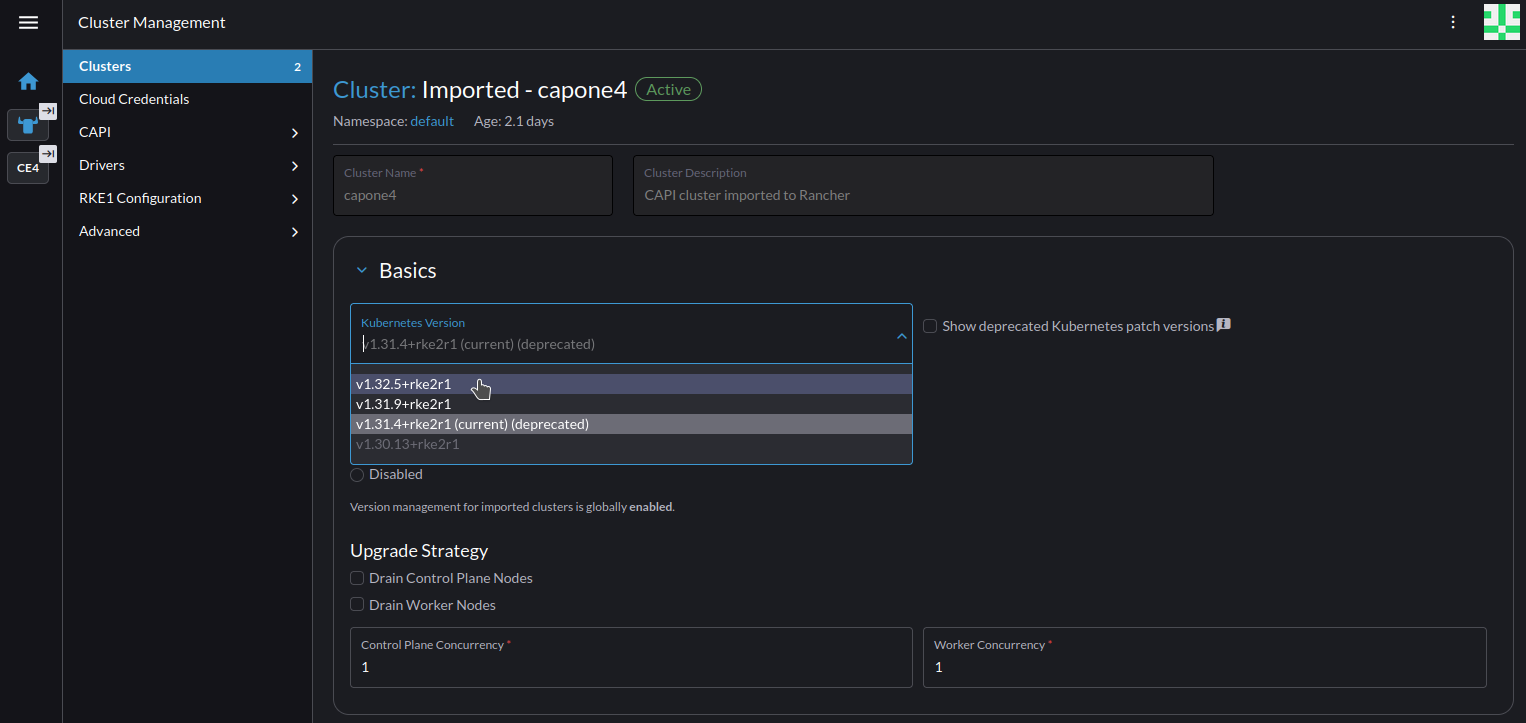 Cluster Management
Clusters 2
Cloud Credentials
CAPI
Drivers
RKE1 Configuration
Advanced
CE4
Cluster: Imported - capone4 Active
Namespace: default Age: 2.1 days
Cluster Name *
capone4
Cluster Description
CAPI cluster imported to Rancher
Basics
Kubernetes Version
v1.31.4+rke2r1 (current) (deprecated)
Show deprecated Kubernetes patch versions
v1.32.5+rke2r1
v1.31.9+rke2r1
v1.31.4+rke2r1 (current) (deprecated)
v1.30.13+rke2r1
Disabled
Version management for imported clusters is globally enabled.
Upgrade Strategy
Drain Control Plane Nodes
Drain Worker Nodes
Control Plane Concurrency *
1
Worker Concurrency *
1